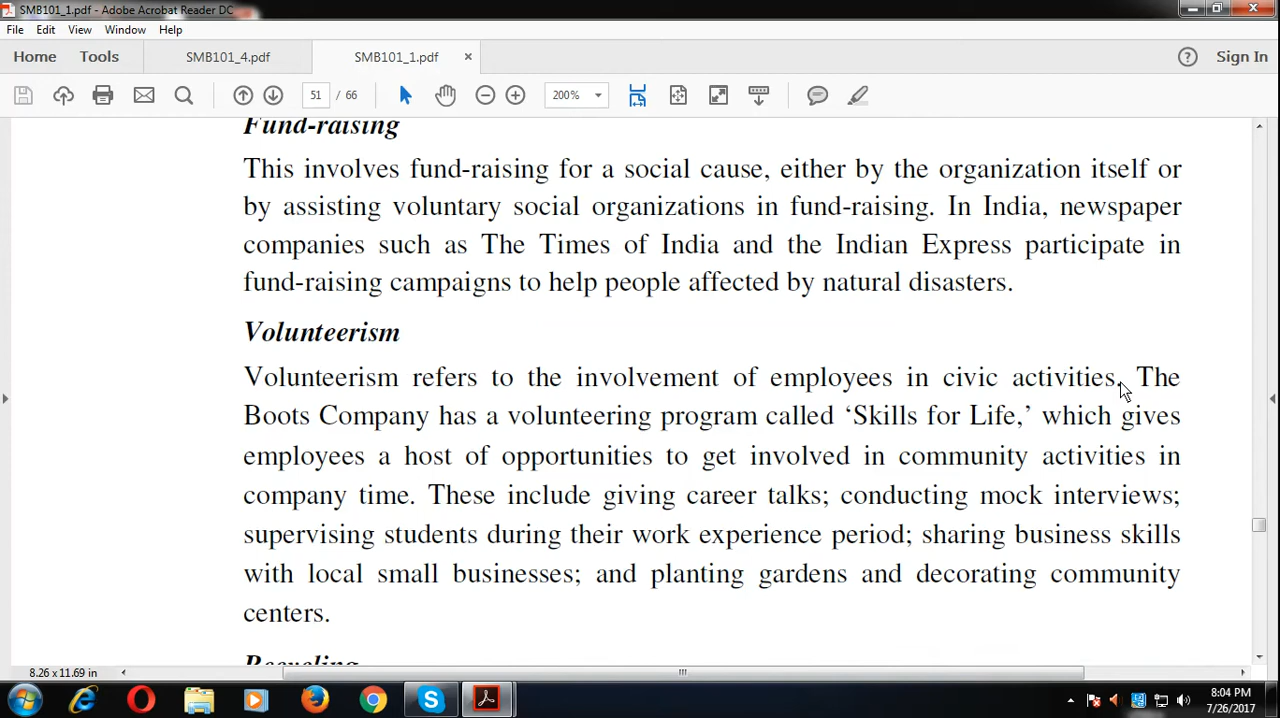 SMB101_1.pdf - Adobe Acrobat Reader DC
File Edit View Window Help
Home Tools SMB101_4.pdf SMB101_1.pdf × ? Sign In
51 / 66 200%
Fund-raising
This involves fund-raising for a social cause, either by the organization itself or
by assisting voluntary social organizations in fund-raising. In India, newspaper
companies such as The Times of India and the Indian Express participate in
fund-raising campaigns to help people affected by natural disasters.
Volunteerism
Volunteerism refers to the involvement of employees in civic activities. The
Boots Company has a volunteering program called ‘Skills for Life,’ which gives
employees a host of opportunities to get involved in community activities in
company time. These include giving career talks; conducting mock interviews;
supervising students during their work experience period; sharing business skills
with local small businesses; and planting gardens and decorating community
centers.
Recycling
8.26 x 11.69 in
8:04 PM
7/26/2017